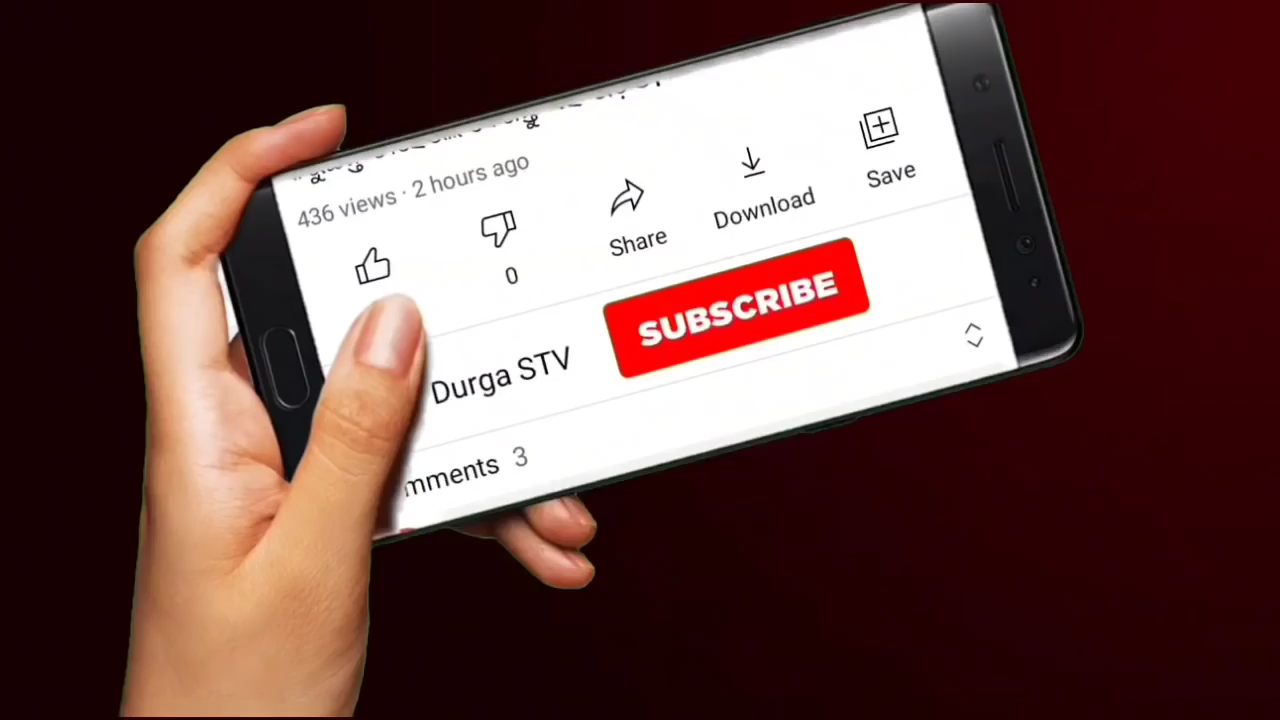 436 views · 2 hours ago
0
Share
Download
Save
Durga STV
SUBSCRIBE
mments 3